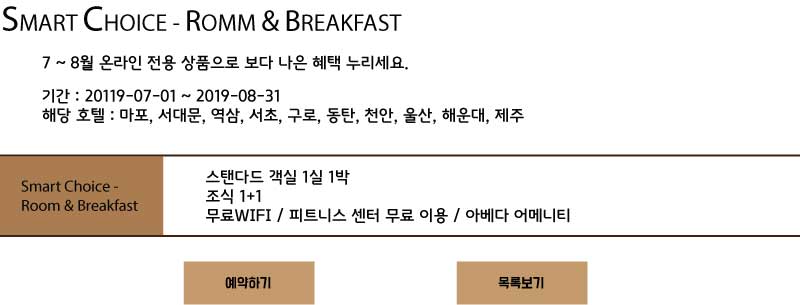 SMART CHOICE - ROMM & BREAKFAST
7 ~ 8월 온라인 전용 상품으로 보다 나은 혜택 누리세요.
기간 : 20119-07-01 ~ 2019-08-31
해당 호텔 : 마포, 서대문, 역삼, 서초, 구로, 동탄, 천안, 울산, 해운대, 제주
Smart Choice -
Room & Breakfast
스탠다드 객실 1실 1박
조식 1+1
무료WIFI / 피트니스 센터 무료 이용 / 아베다 어메니티
예약하기
목록보기